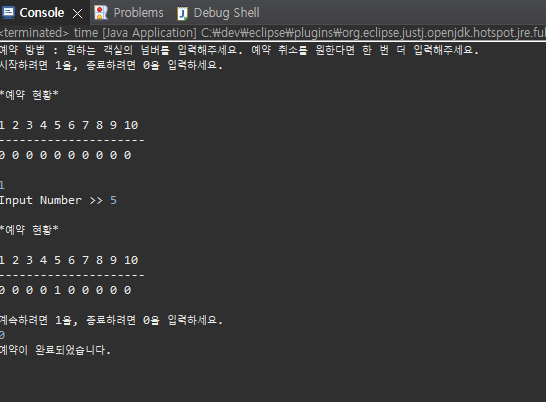 Console Problems Debug Shell
<terminated> time [Java Application] C:₩dev₩eclipse₩plugins₩org.eclipse.justj.openjdk.hotspot.jre.ful
예약 방법 : 원하는 객실의 넘버를 입력해주세요. 예약 취소를 원한다면 한 번 더 입력해주세요.
시작하려면 1을, 종료하려면 0을 입력하세요.
*예약 현황*
1 2 3 4 5 6 7 8 9 10
---------------------
0 0 0 0 0 0 0 0 0 0
1
Input Number >> 5
*예약 현황*
1 2 3 4 5 6 7 8 9 10
---------------------
0 0 0 0 1 0 0 0 0 0
계속하려면 1을, 종료하려면 0을 입력하세요.
0
예약이 완료되었습니다.